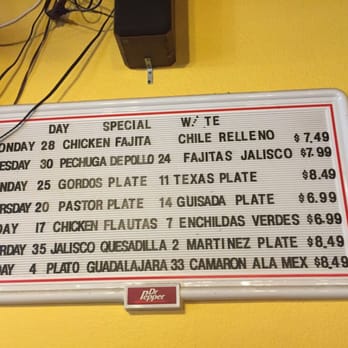 DAY SPECIAL
ONDAY 28 CHICKEN FAJITA CHILE RELLENO $7,49
ESDAY 30 PECHUGA DE POLLO 24 FAJITAS JALISCO $7.99
NDAY 25 GORDOS PLATE 11 TEXAS PLATE $8.49
RSDAY 20 PASTOR PLATE 14 GUISADA PLATE $6.99
DAY 17 CHICKEN FLAUTAS 7 ENCHILDAS VERDES $6.99
RDAY 35 JALISCO QUESADILLA 2 MARTINEZ PLATE $8,49
DAY 4 PLATO GUADALAJARA 33 CAMARON ALA MEX $8,49
Dr Pepper